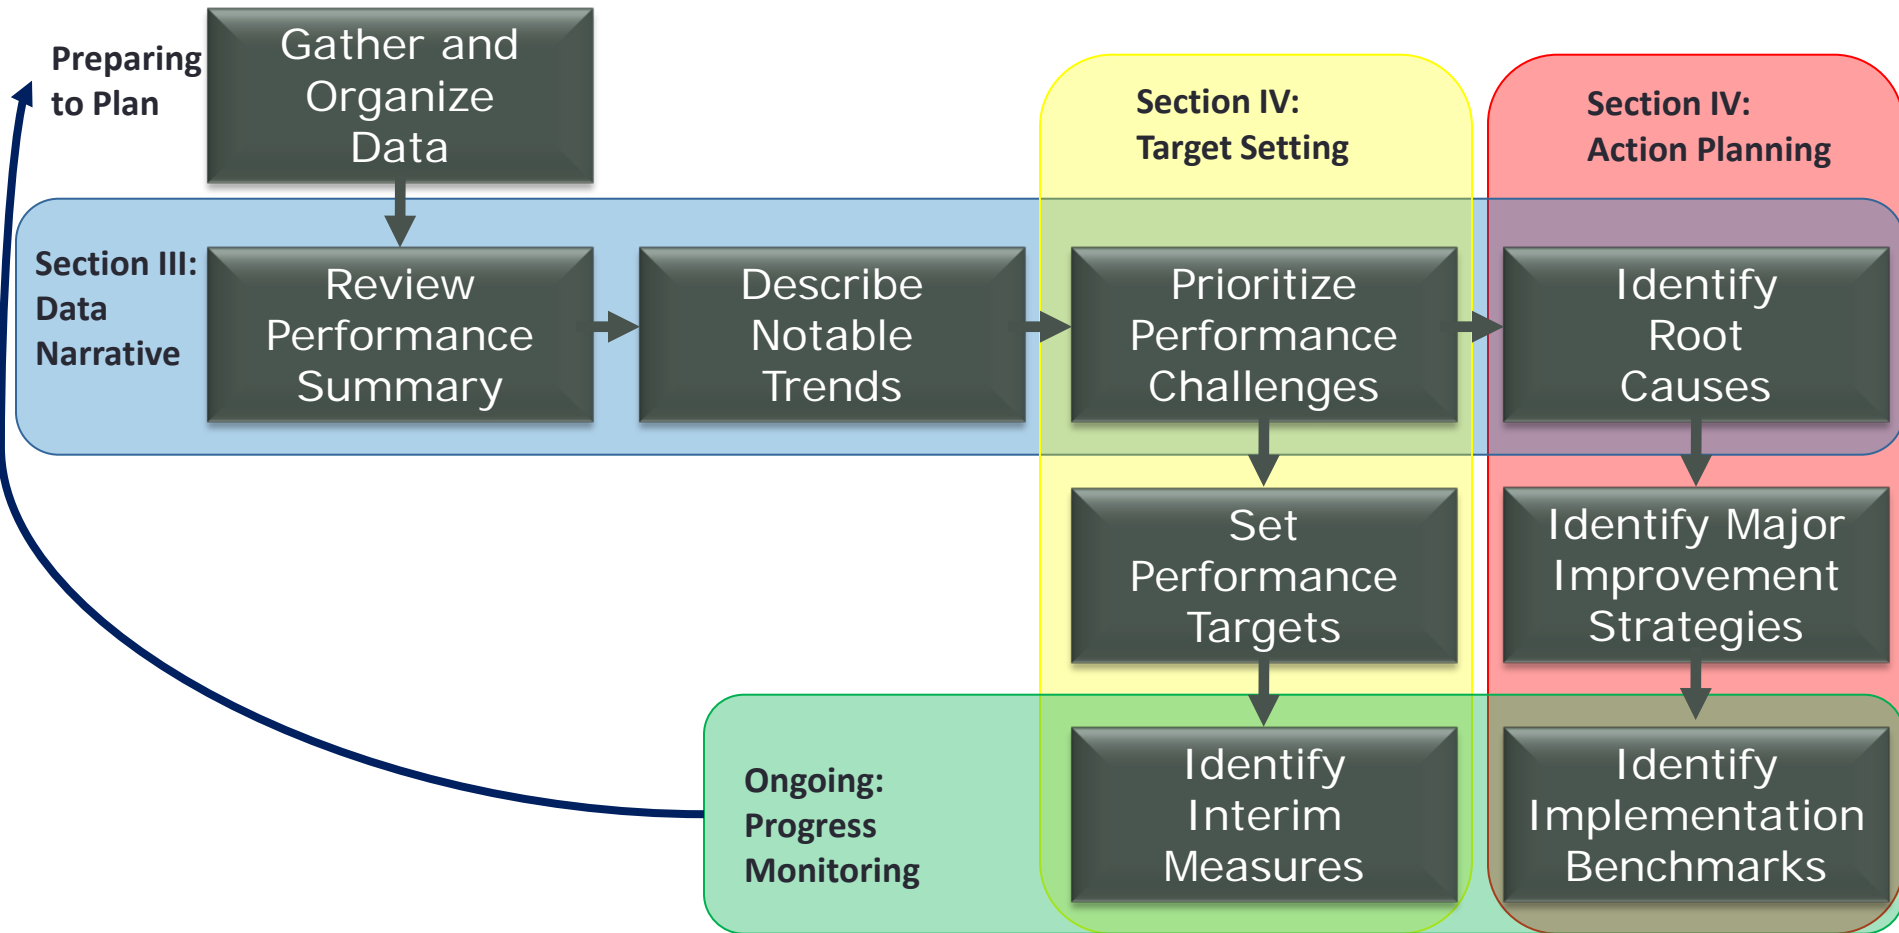 Preparing
to Plan
Gather and
Organize
Data
Section IV:
Target Setting
Section IV:
Action Planning
Section III:
Data
Narrative
Review
Performance
Summary
Describe
Notable
Trends
Prioritize
Performance
Challenges
Identify
Root
Causes
Set
Performance
Targets
Identify Major
Improvement
Strategies
Ongoing:
Progress
Monitoring
Identify
Interim
Measures
Identify
Implementation
Benchmarks